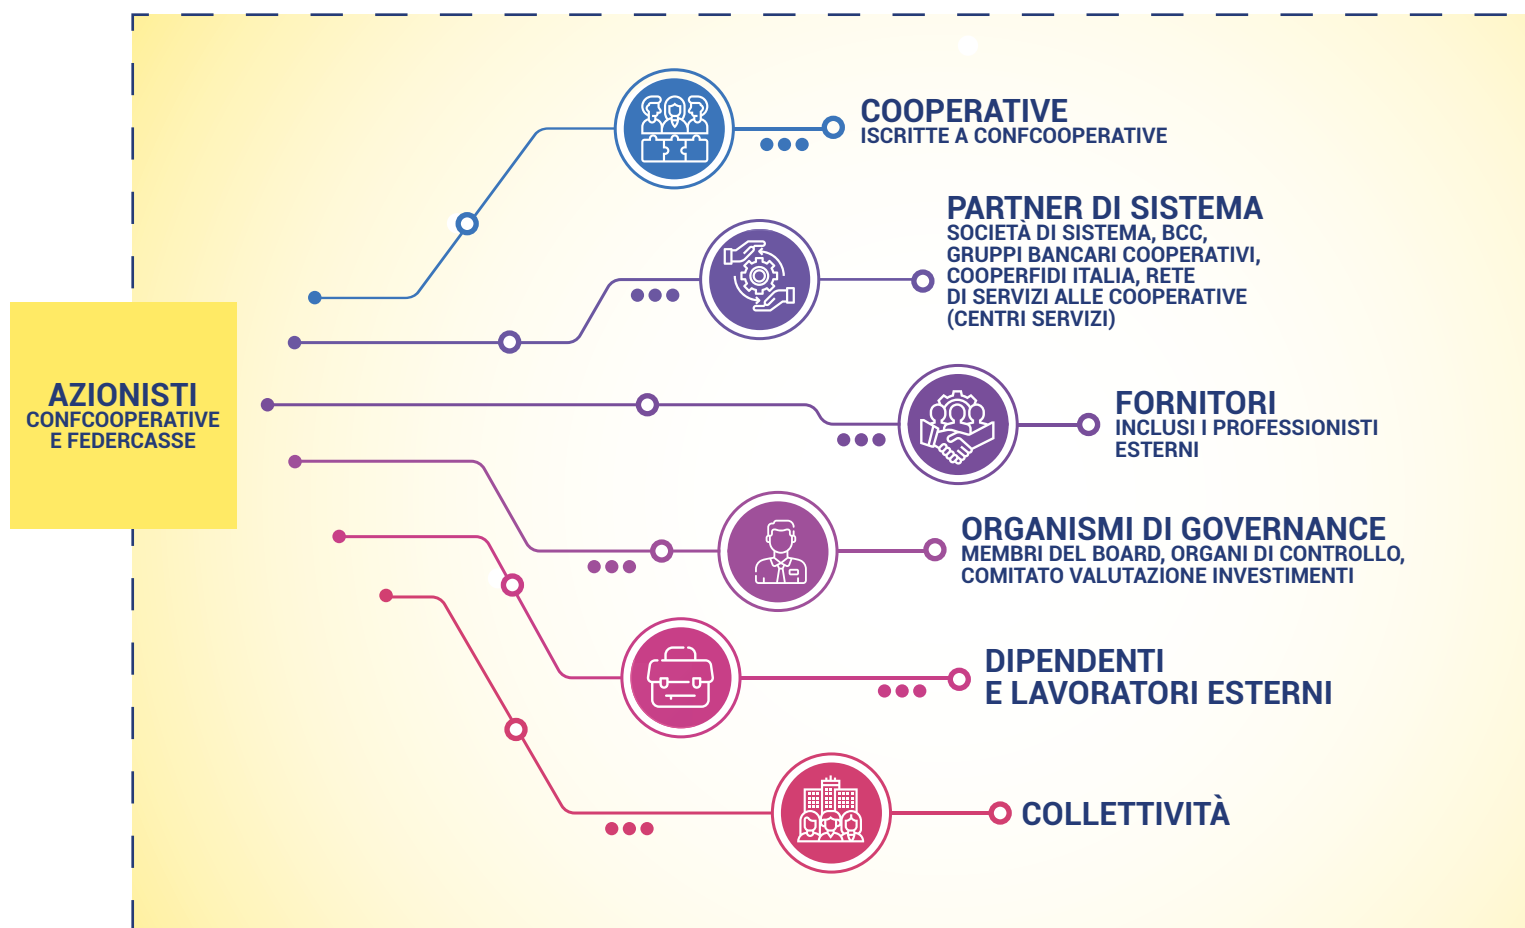 AZIONISTI
CONFCOOPERATIVE
E FEDERCASSE
COOPERATIVE
ISCRITTE A CONFCOOPERATIVE
PARTNER DI SISTEMA
SOCIETÀ DI SISTEMA, BCC,
GRUPPI BANCARI COOPERATIVI,
COOPERFIDI ITALIA, RETE
DI SERVIZI ALLE COOPERATIVE
(CENTRI SERVIZI)
FORNITORI
INCLUSI I PROFESSIONISTI
ESTERNI
ORGANISMI DI GOVERNANCE
MEMBRI DEL BOARD, ORGANI DI CONTROLLO,
COMITATO VALUTAZIONE INVESTIMENTI
DIPENDENTI
E LAVORATORI ESTERNI
COLLETTIVITÀ